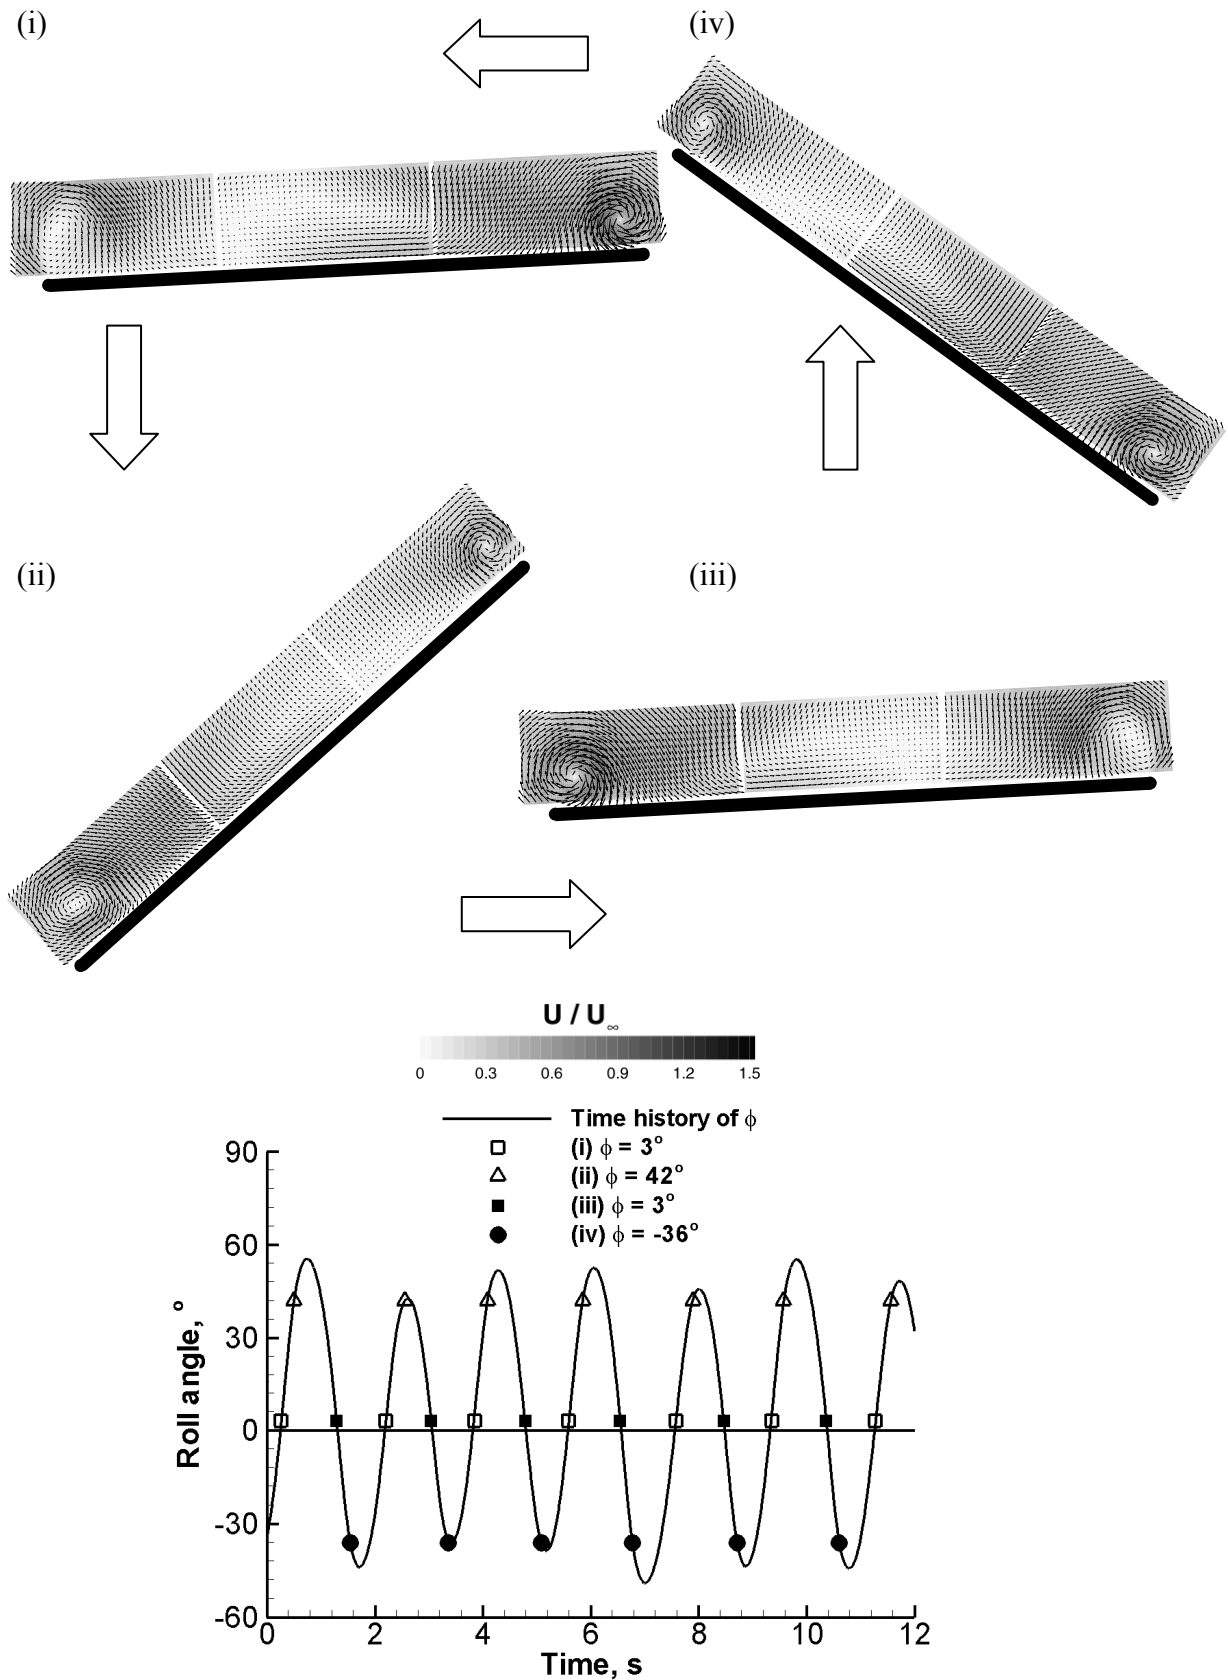 (i)
(iv)
(ii)
(iii)
U / U∞
0 0.3 0.6 0.9 1.2 1.5
Time history of ϕ
(i) ϕ = 3°
(ii) ϕ = 42°
(iii) ϕ = 3°
(iv) ϕ = -36°
90
60
30
0
-30
-60
Roll angle, °
0 2 4 6 8 10 12
Time, s